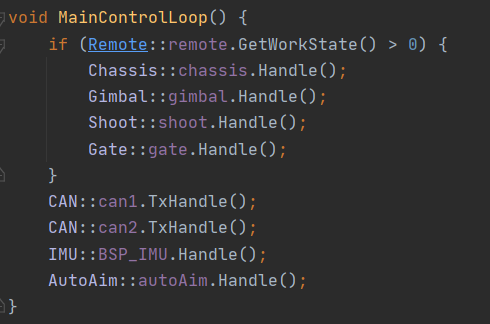 void MainControlLoop() {
    if (Remote::remote.GetWorkState() > 0) {
        Chassis::chassis.Handle();
        Gimbal::gimbal.Handle();
        Shoot::shoot.Handle();
        Gate::gate.Handle();
    }
    CAN::can1.TxHandle();
    CAN::can2.TxHandle();
    IMU::BSP_IMU.Handle();
    AutoAim::autoAim.Handle();
}